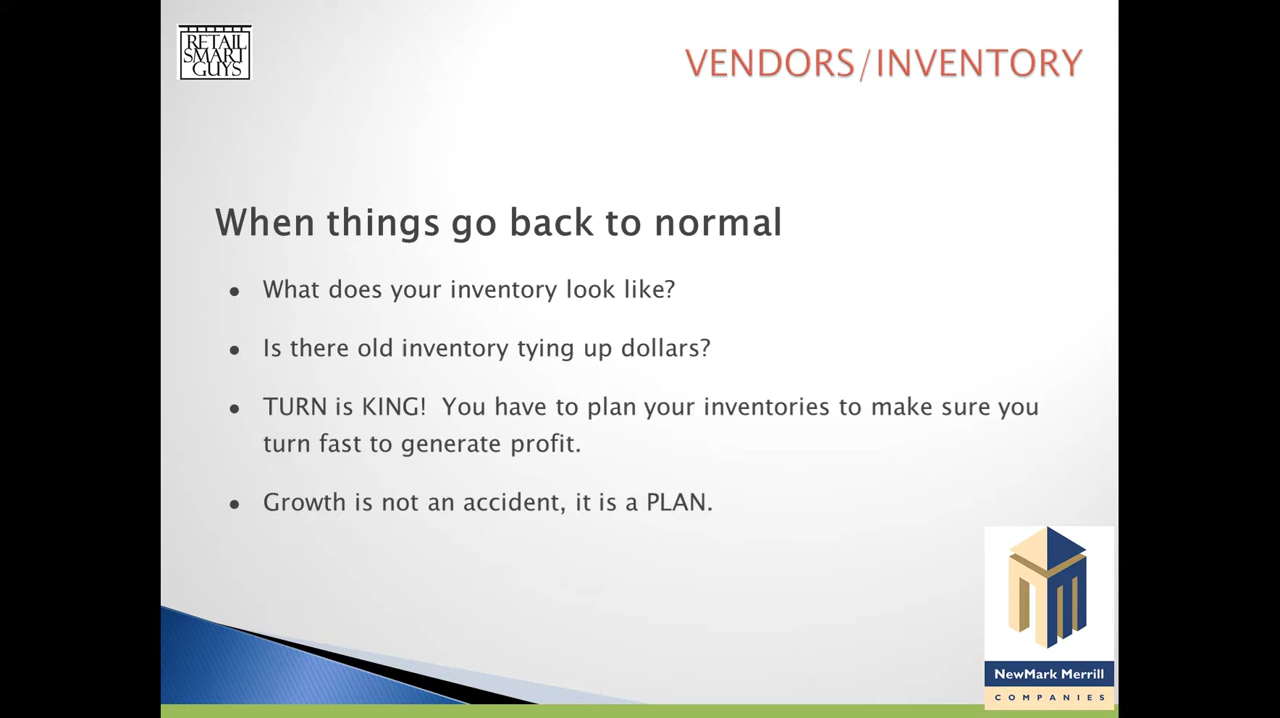 RETAIL
SMART
GUYS
VENDORS/INVENTORY
When things go back to normal
• What does your inventory look like?
• Is there old inventory tying up dollars?
• TURN is KING!  You have to plan your inventories to make sure you
turn fast to generate profit.
• Growth is not an accident, it is a PLAN.
NewMark Merrill
COMPANIES